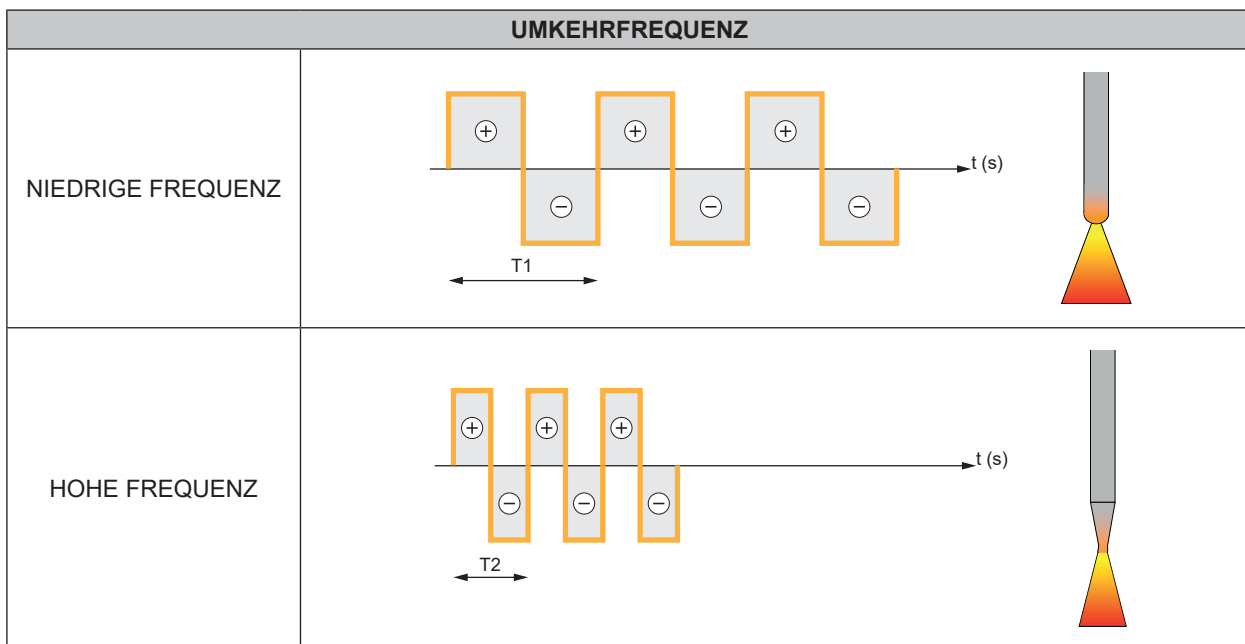 UMKEHRFREQUENZ
NIEDRIGE FREQUENZ
+ + +
t (s)
− − −
T1
HOHE FREQUENZ
+ + +
t (s)
− − −
T2